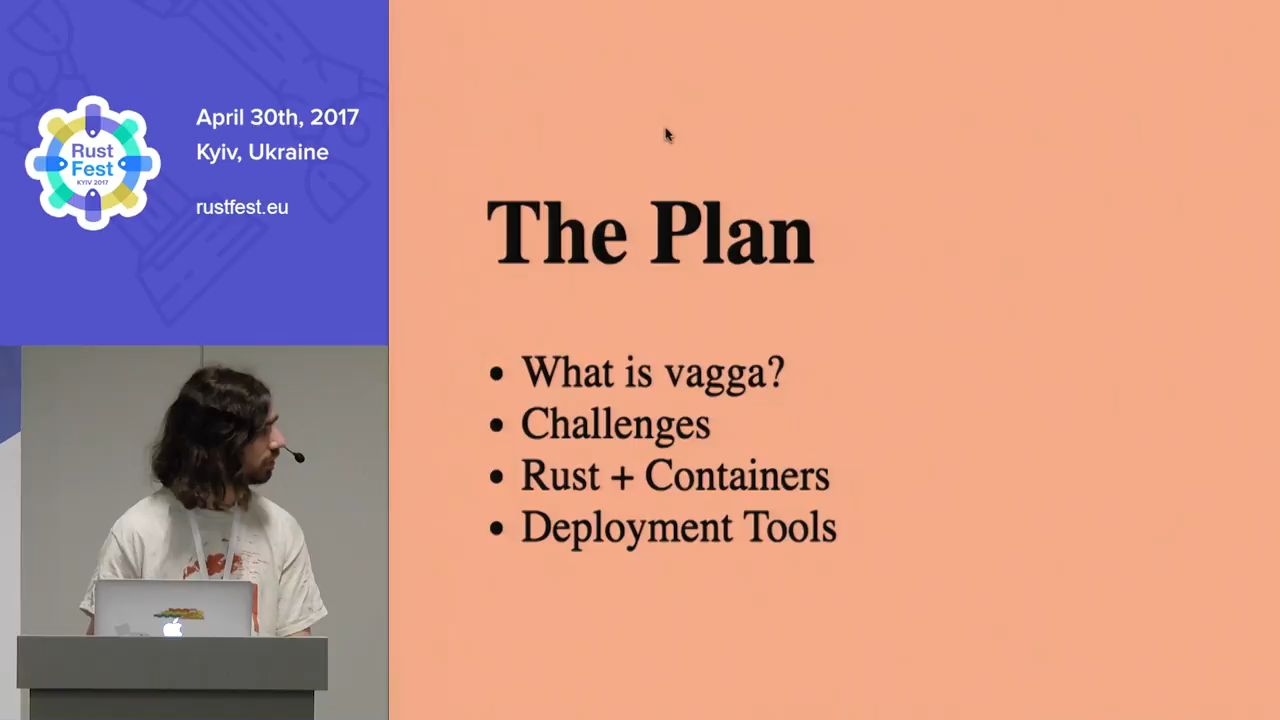 Rust
Fest
KYIV 2017
April 30th, 2017
Kyiv, Ukraine
rustfest.eu
The Plan
• What is vagga?
• Challenges
• Rust + Containers
• Deployment Tools